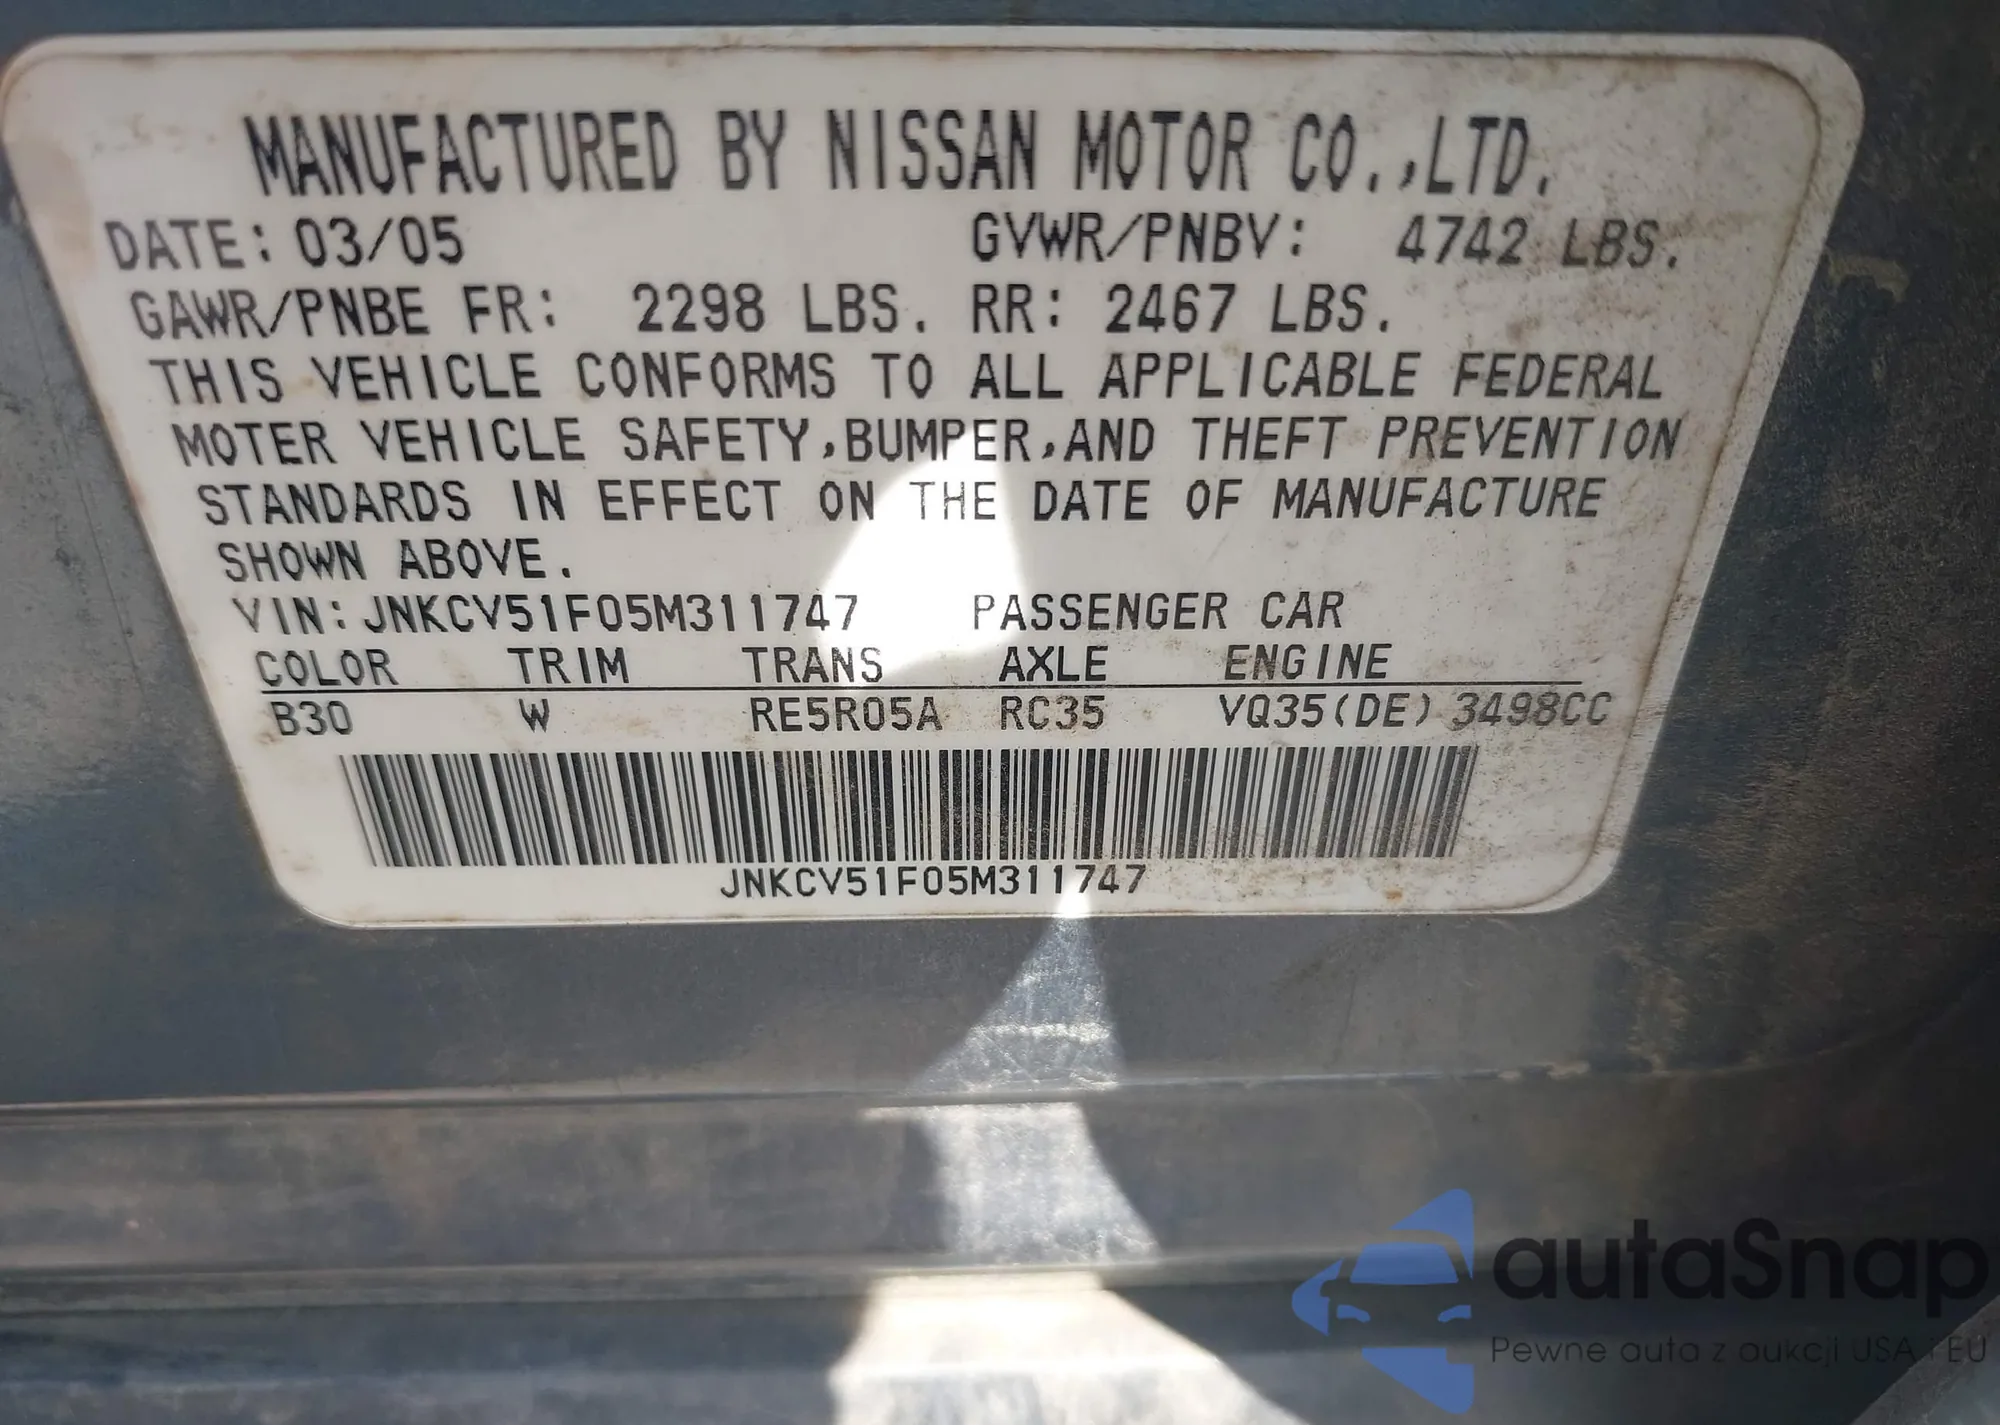 MANUFACTURED BY NISSAN MOTOR CO.,LTD.
DATE: 03/05 GVWR/PNBV: 4742 LBS.
GAWR/PNBE FR: 2298 LBS. RR: 2467 LBS.
THIS VEHICLE CONFORMS TO ALL APPLICABLE FEDERAL
MOTER VEHICLE SAFETY,BUMPER,AND THEFT PREVENTION
STANDARDS IN EFFECT ON THE DATE OF MANUFACTURE
SHOWN ABOVE.
VIN: JNKCV51F05M311747 PASSENGER CAR
COLOR TRIM TRANS AXLE ENGINE
B30 W RE5R05A RC35 VQ35(DE) 3498CC
JNKCV51F05M311747
autaSnap
Pewne auta z aukcji USA i EU